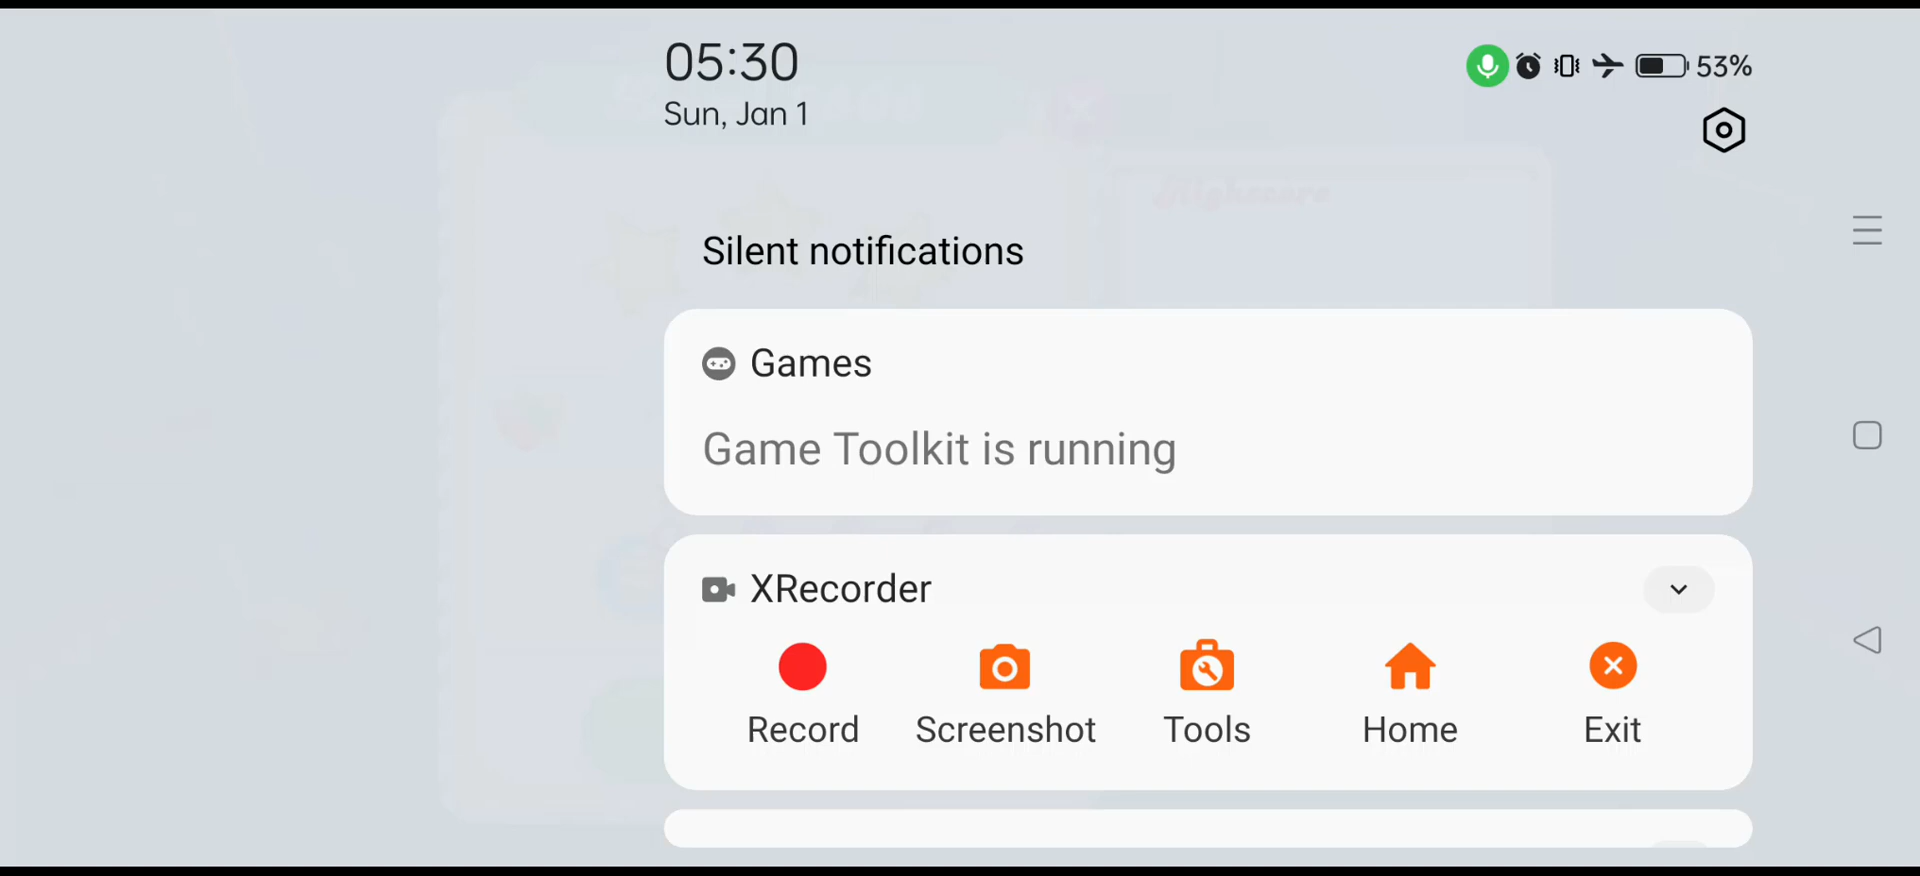 05:30
53%
Sun, Jan 1
Highscore
Silent notifications
Games
Game Toolkit is running
XRecorder
Record
Screenshot
Tools
Home
Exit